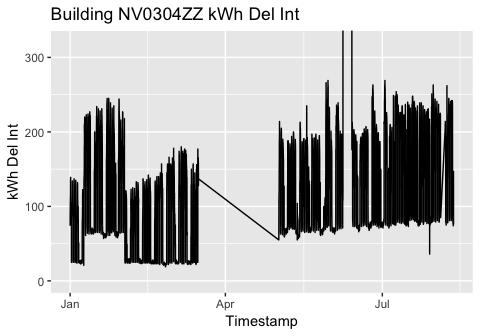 Building NV0304ZZ kWh Del Int
kWh Del Int
300
200
100
0
Jan
Apr
Jul
Timestamp